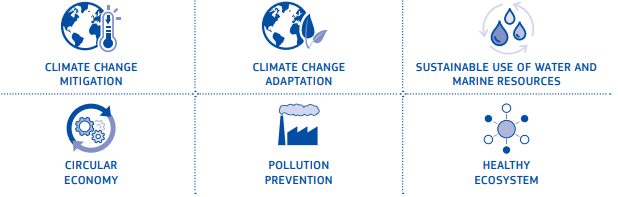 CLIMATE CHANGE
MITIGATION
CLIMATE CHANGE
ADAPTATION
SUSTAINABLE USE OF WATER AND
MARINE RESOURCES
CIRCULAR
ECONOMY
POLLUTION
PREVENTION
HEALTHY
ECOSYSTEM